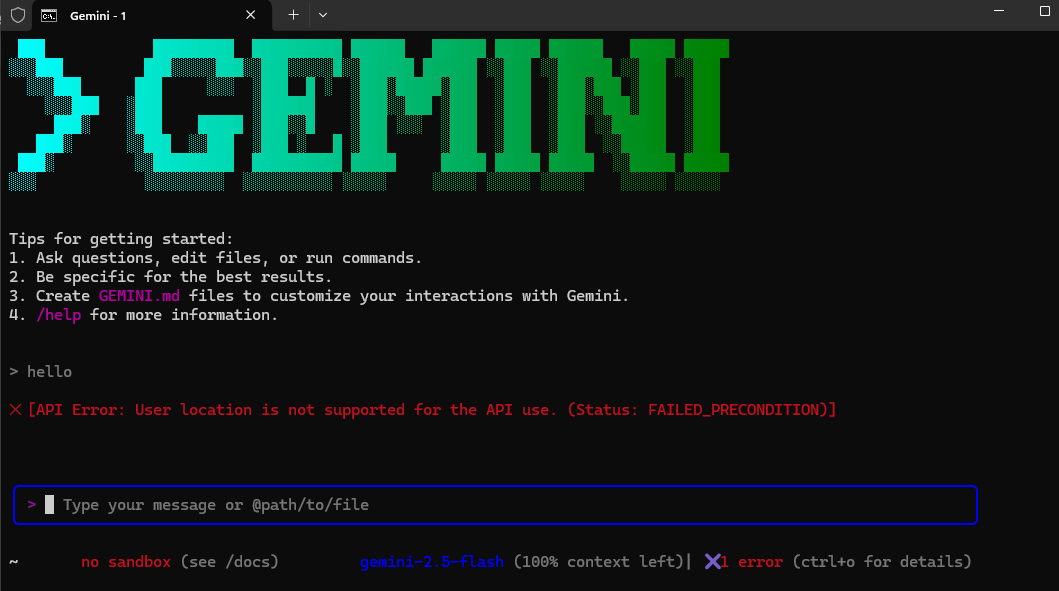 Gemini - 1
> GEMINI
Tips for getting started:
1. Ask questions, edit files, or run commands.
2. Be specific for the best results.
3. Create GEMINI.md files to customize your interactions with Gemini.
4. /help for more information.
> hello
✕ [API Error: User location is not supported for the API use. (Status: FAILED_PRECONDITION)]
> Type your message or @path/to/file
~ no sandbox (see /docs) gemini-2.5-flash (100% context left)| ✖1 error (ctrl+o for details)